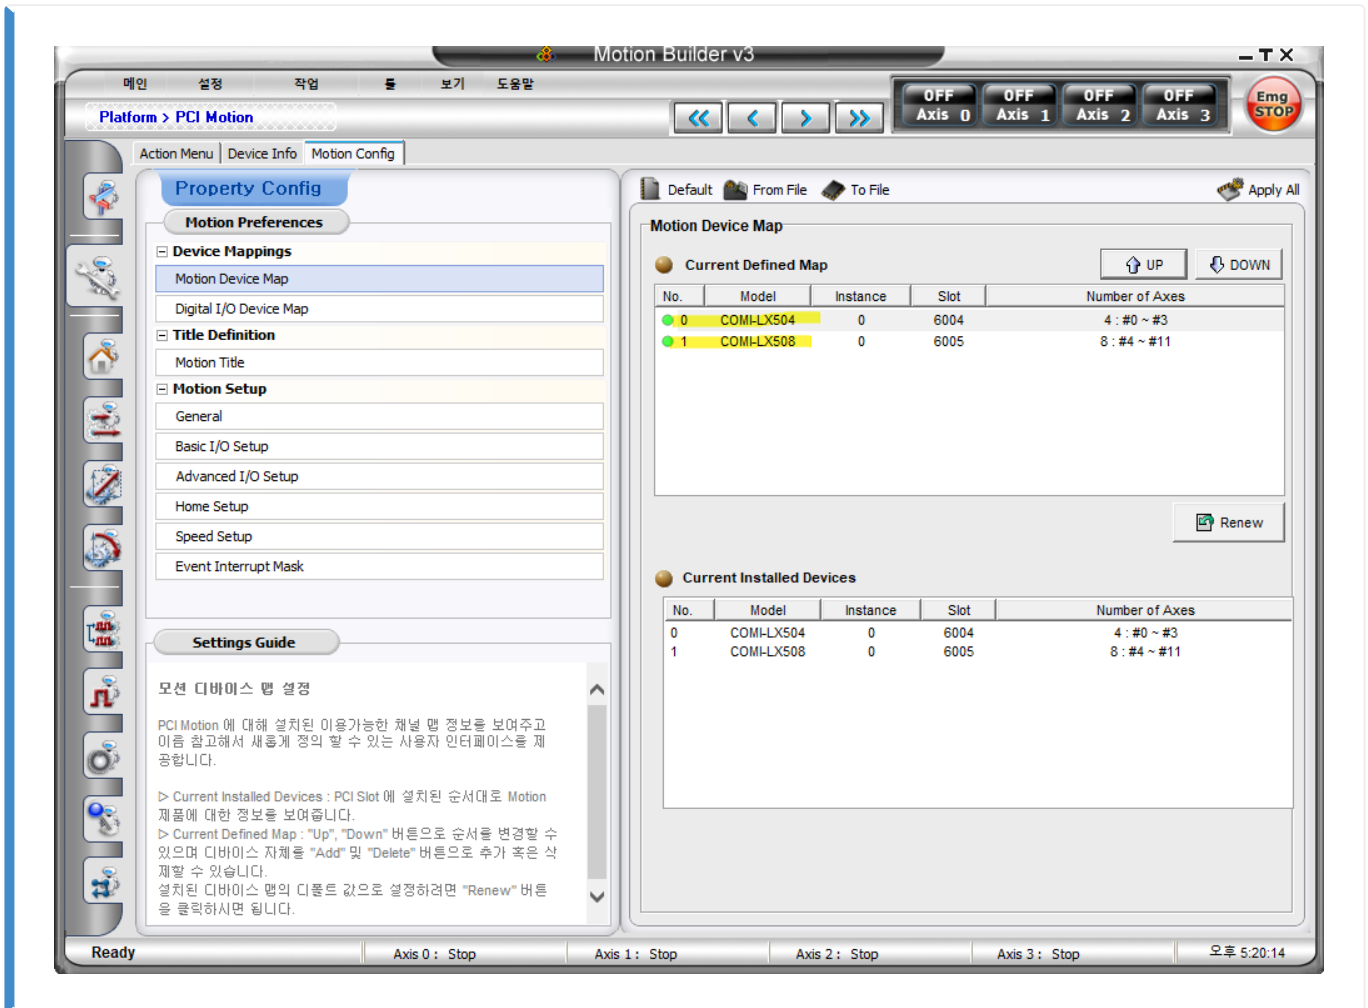 Motion Builder v3
메인 설정 작업 툴 보기 도움말
OFF Axis 0 OFF Axis 1 OFF Axis 2 OFF Axis 3
Emg STOP
Platform > PCI Motion
Action Menu Device Info Motion Config
Property Config
Motion Preferences
Device Mappings
Motion Device Map
Digital I/O Device Map
Title Definition
Motion Title
Motion Setup
General
Basic I/O Setup
Advanced I/O Setup
Home Setup
Speed Setup
Event Interrupt Mask
Settings Guide
모션 디바이스 맵 설정
PCI Motion 에 대해 설치된 이용가능한 채널 맵 정보를 보여주고
이를 참고해서 새롭게 정의 할 수 있는 사용자 인터페이스를 제
공합니다.
▷ Current Installed Devices : PCI Slot 에 설치된 순서대로 Motion
제품에 대한 정보를 보여줍니다.
▷ Current Defined Map : "Up", "Down" 버튼으로 순서를 변경할 수
있으며 디바이스 자체를 "Add" 및 "Delete" 버튼으로 추가 혹은 삭
제할 수 있습니다.
설치된 디바이스 맵의 디폴트 값으로 설정하려면 "Renew" 버튼
을 클릭하시면 됩니다.
Default From File To File Apply All
Motion Device Map
Current Defined Map UP DOWN
No. Model Instance Slot Number of Axes
0 COMI-LX504 0 6004 4 : #0 ~ #3
1 COMI-LX508 0 6005 8 : #4 ~ #11
Renew
Current Installed Devices
No. Model Instance Slot Number of Axes
0 COMI-LX504 0 6004 4 : #0 ~ #3
1 COMI-LX508 0 6005 8 : #4 ~ #11
Ready Axis 0 : Stop Axis 1 : Stop Axis 2 : Stop Axis 3 : Stop 오후 5:20:14